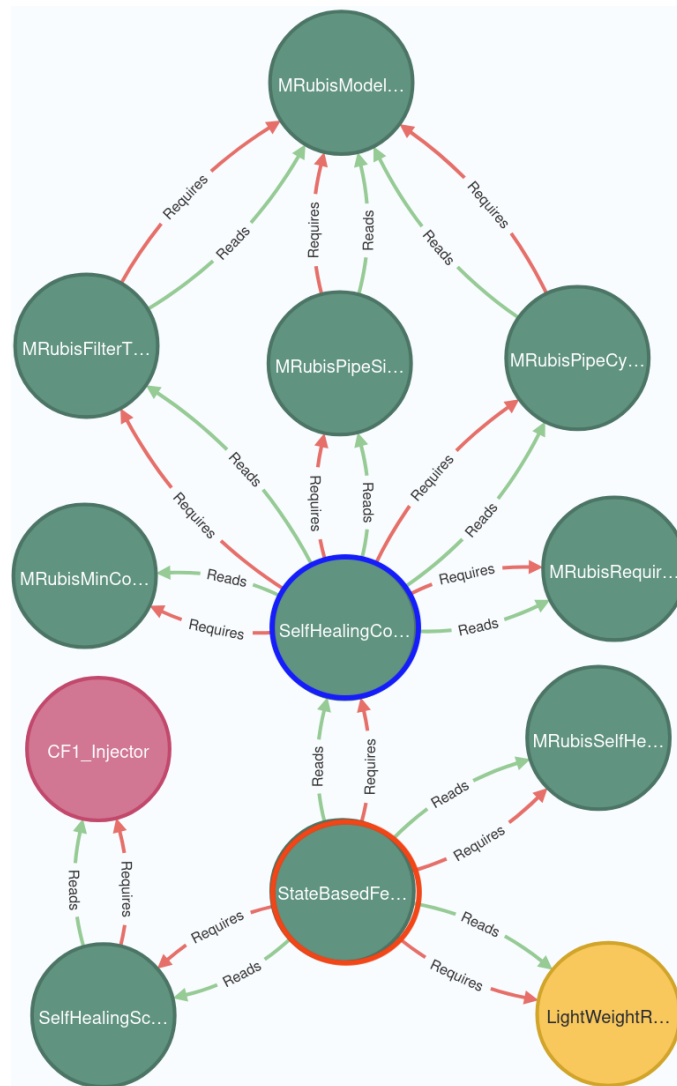 MRubisModel…
Requires
Reads
Requires
Reads
Reads
Requires
MRubisFilterT…
MRubisPipeSi…
MRubisPipeCy…
Requires
Reads
Requires
Reads
Requires
Reads
MRubisMinCo…
Reads
Requires
SelfHealingCo…
Requires
Reads
MRubisRequir…
CF1_Injector
Reads
Requires
MRubisSelfHe…
Reads
Requires
Reads
Requires
StateBasedFe…
Requires
Reads
Reads
Requires
SelfHealingSc…
LightWeightR…